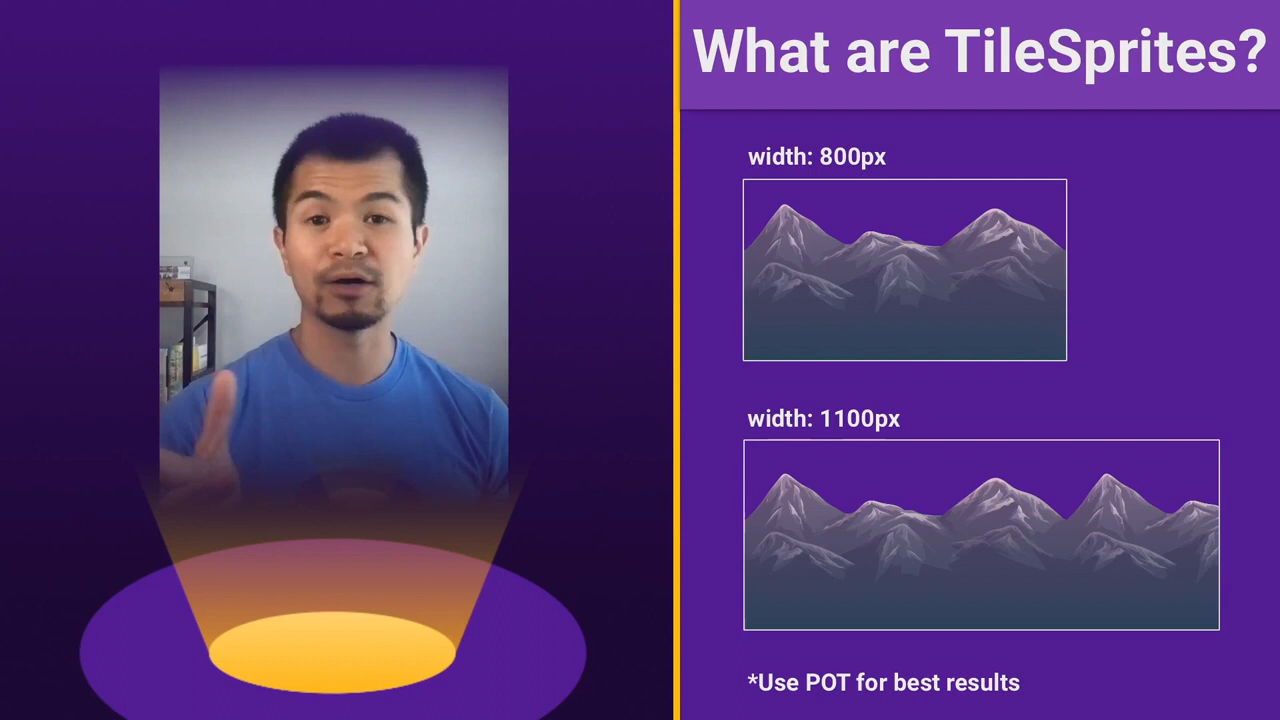 What are TileSprites?
width: 800px
width: 1100px
*Use POT for best results